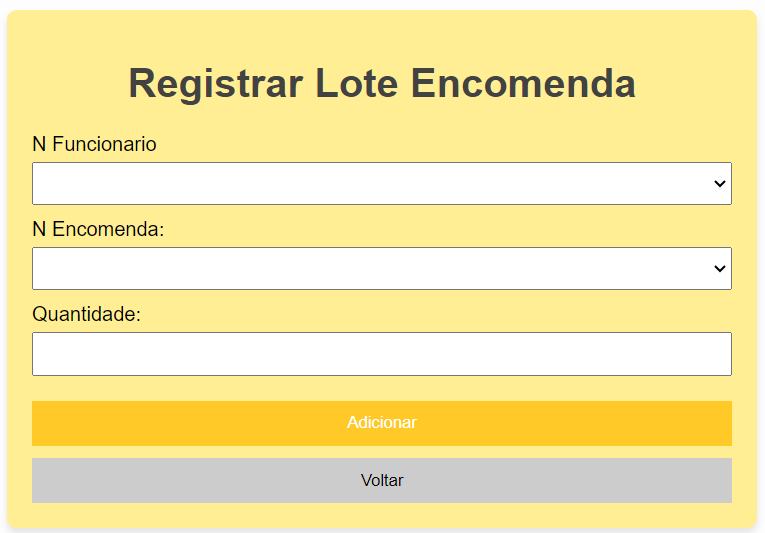 Registrar Lote Encomenda
N Funcionario
N Encomenda:
Quantidade:
Adicionar
Voltar